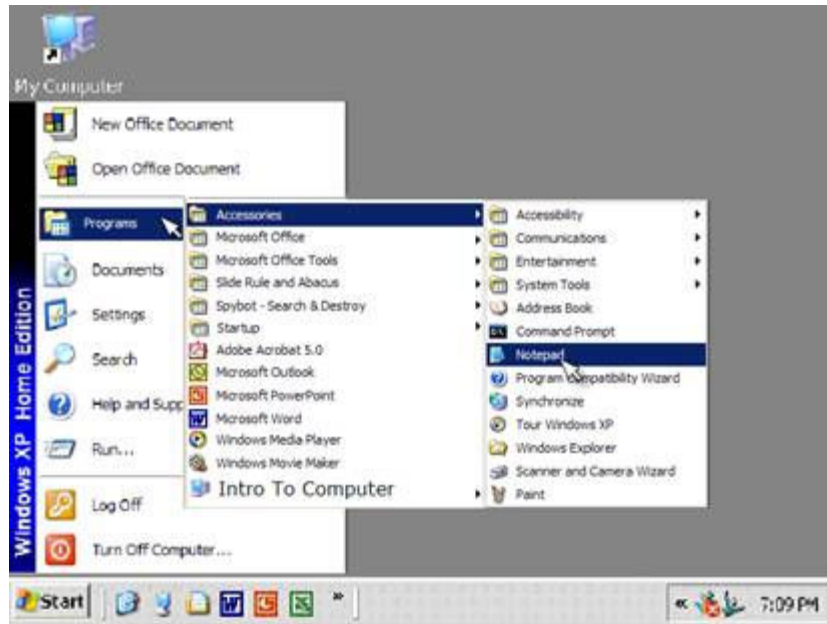 My Computer
New Office Document
Open Office Document
Programs
Documents
Settings
Search
Help and Supp
Run...
Log Off
Turn Off Computer...
Windows XP Home Edition
Accessories
Microsoft Office
Microsoft Office Tools
Slide Rule and Abacus
Spybot - Search & Destroy
Startup
Adobe Acrobat 5.0
Microsoft Outlook
Microsoft PowerPoint
Microsoft Word
Windows Media Player
Windows Movie Maker
Intro To Computer
Accessibility
Communications
Entertainment
System Tools
Address Book
Command Prompt
Notepad
Program Compatibility Wizard
Synchronize
Tour Windows XP
Windows Explorer
Scanner and Camera Wizard
Paint
Start
7:09 PM